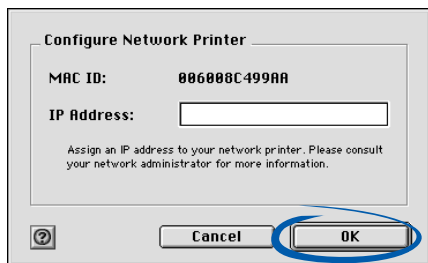 Configure Network Printer
MAC ID: 006008C499AA
IP Address:
Assign an IP address to your network printer. Please consult
your network administrator for more information.
? Cancel OK